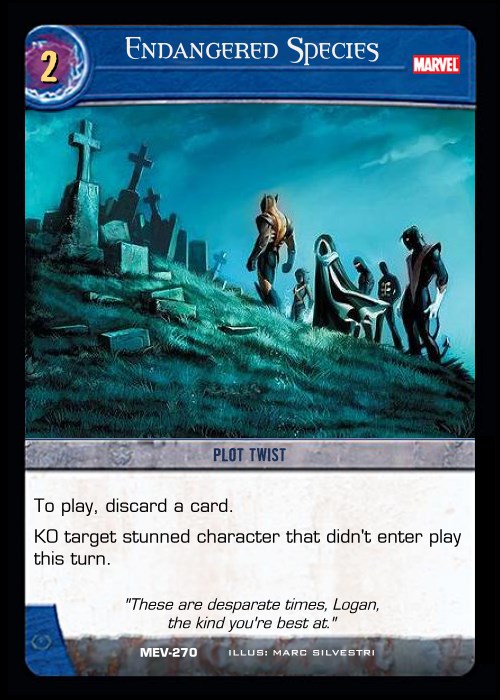 2
Endangered Species
MARVEL
PLOT TWIST
To play, discard a card.
KO target stunned character that didn't enter play
this turn.
"These are desparate times, Logan,
the kind you're best at."
MEV-270 ILLUS: MARC SILVESTRI